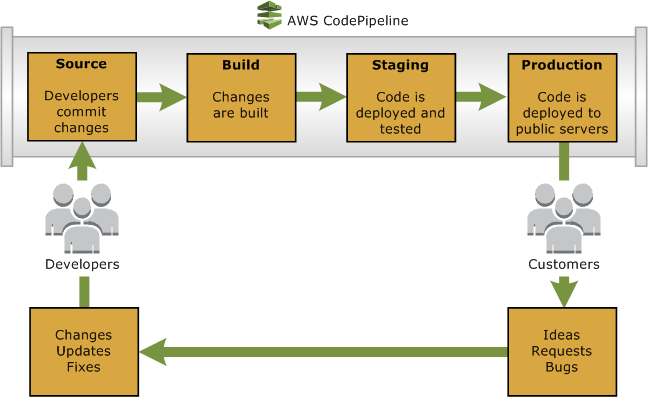 AWS CodePipeline
Source
Developers
commit
changes
Build
Changes
are built
Staging
Code is
deployed and
tested
Production
Code is
deployed to
public servers
Developers
Customers
Changes
Updates
Fixes
Ideas
Requests
Bugs